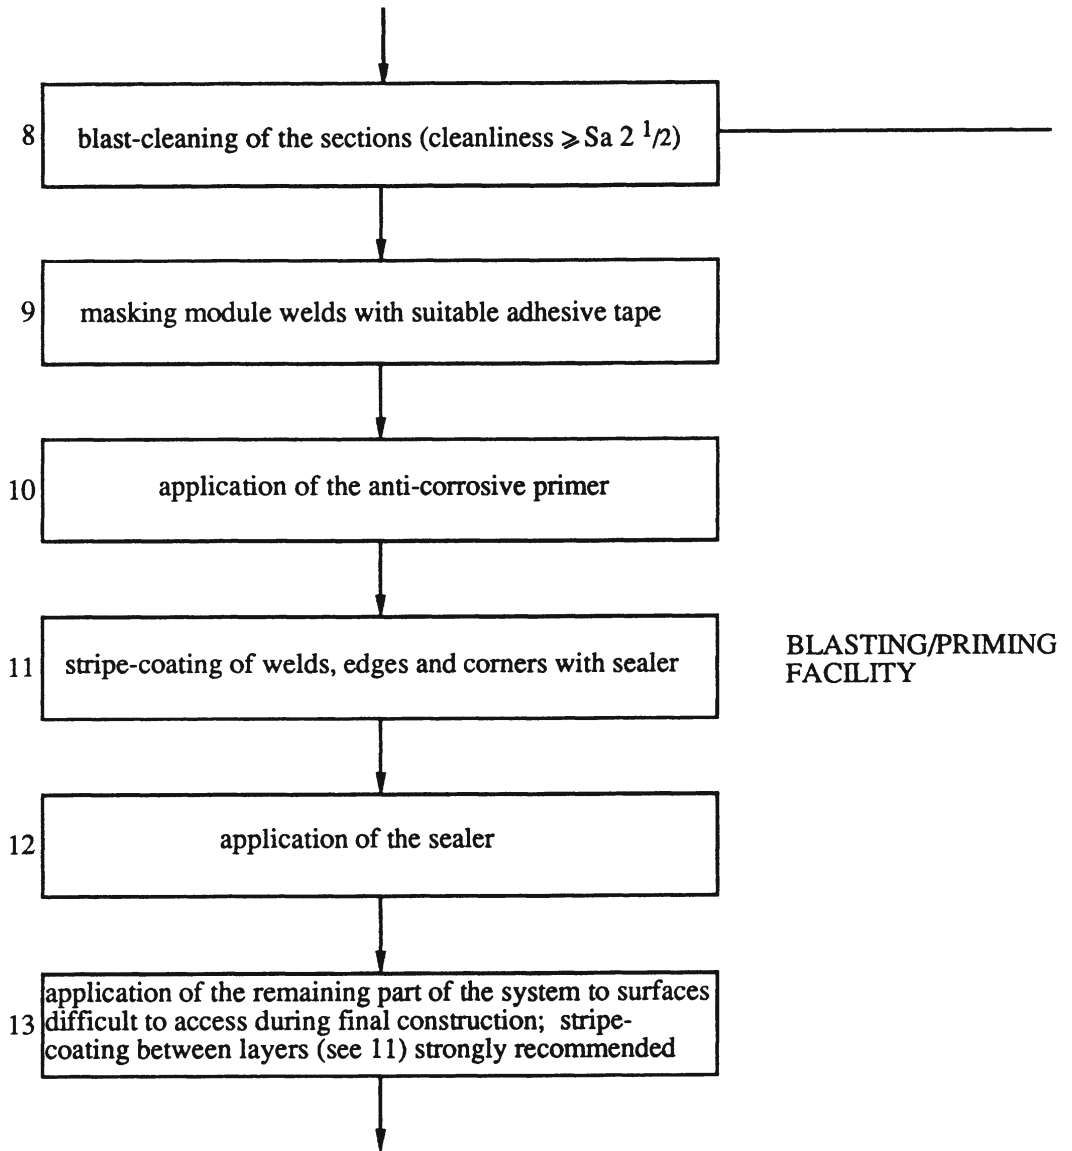 8 blast-cleaning of the sections (cleanliness ⩾ Sa 2 1/2)
9 masking module welds with suitable adhesive tape
10 application of the anti-corrosive primer
11 stripe-coating of welds, edges and corners with sealer
BLASTING/PRIMING
FACILITY
12 application of the sealer
application of the remaining part of the system to surfaces
13 difficult to access during final construction; stripe-
coating between layers (see 11) strongly recommended